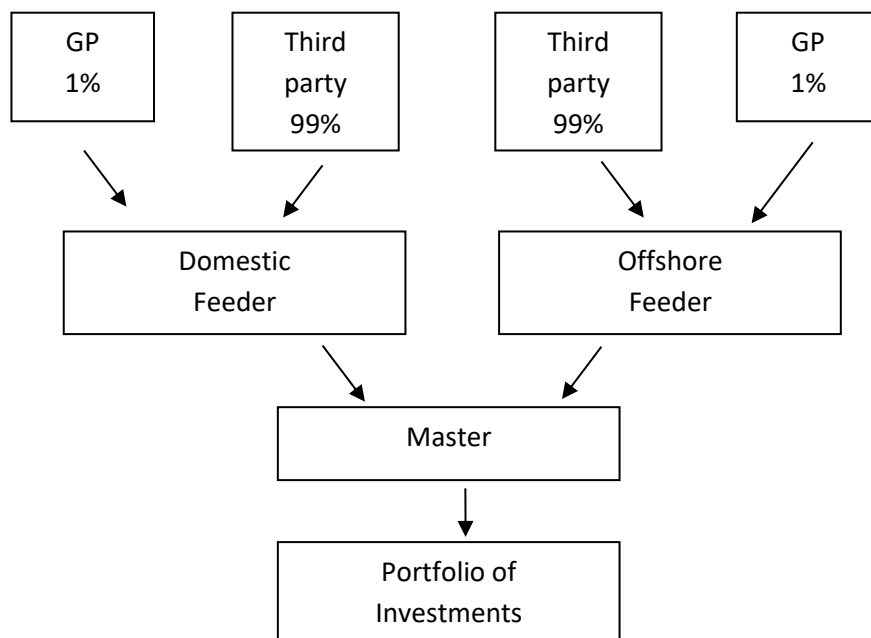 GP
1%
Third
party
99%
Third
party
99%
GP
1%
Domestic
Feeder
Offshore
Feeder
Master
Portfolio of
Investments